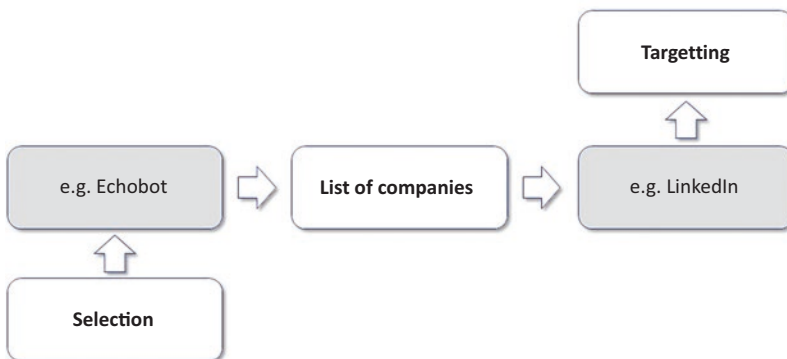 Targetting
e.g. Echobot
List of companies
e.g. LinkedIn
Selection